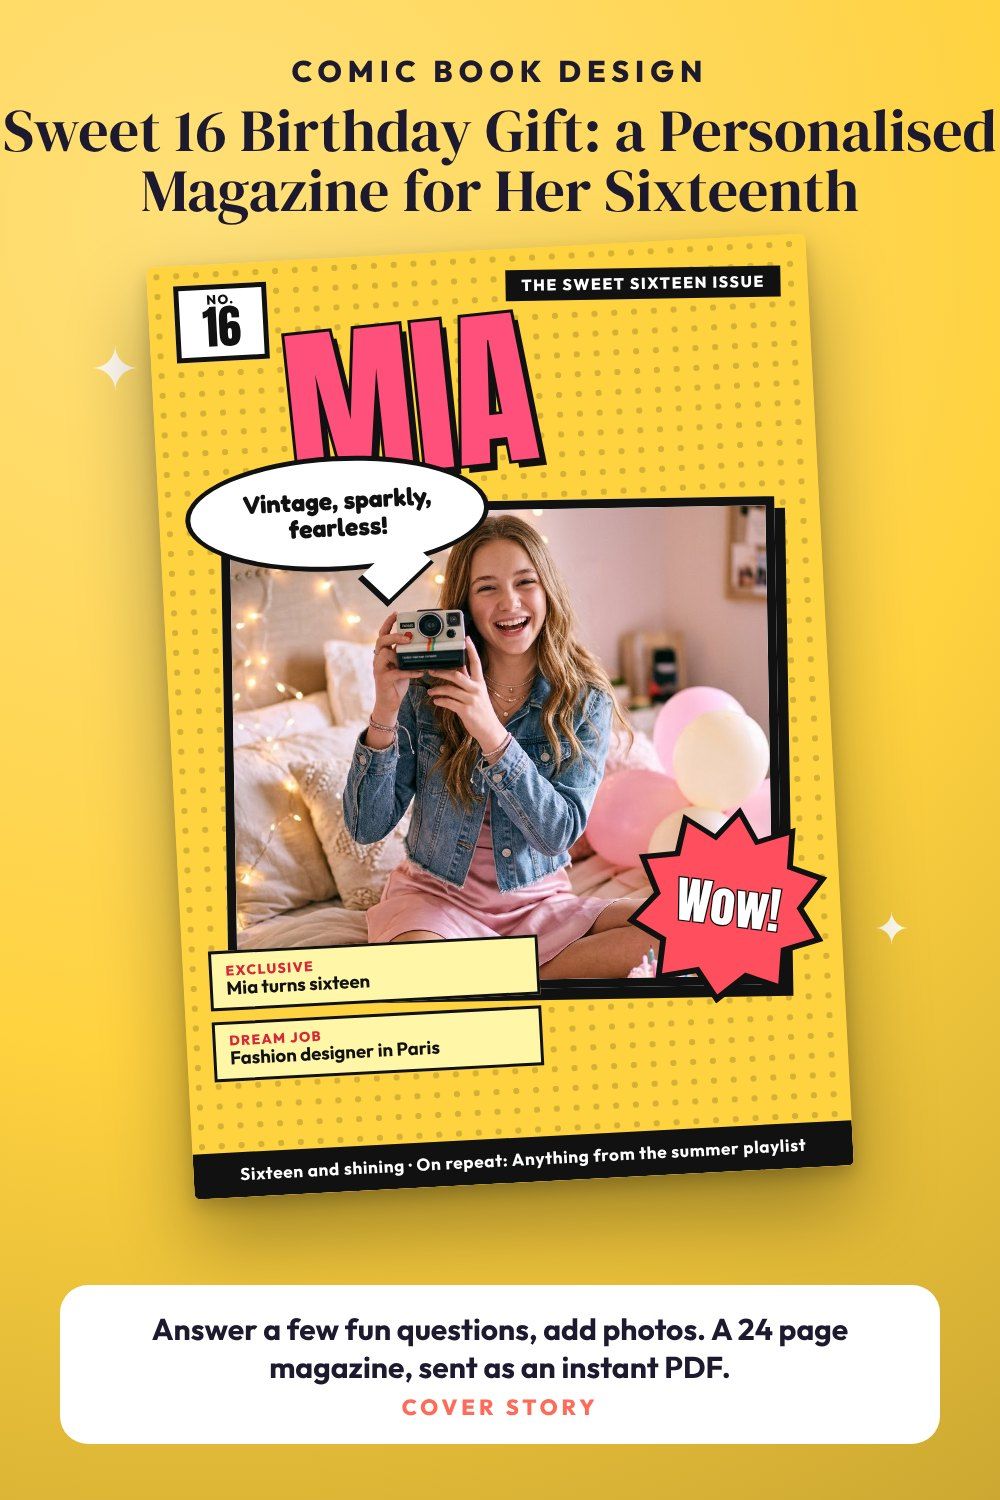 COMIC BOOK DESIGN
Sweet 16 Birthday Gift: a Personalised
Magazine for Her Sixteenth
NO.
16
THE SWEET SIXTEEN ISSUE
MIA
Vintage, sparkly,
fearless!
Wow!
EXCLUSIVE
Mia turns sixteen
DREAM JOB
Fashion designer in Paris
Sixteen and shining · On repeat: Anything from the summer playlist
Answer a few fun questions, add photos. A 24 page
magazine, sent as an instant PDF.
COVER STORY